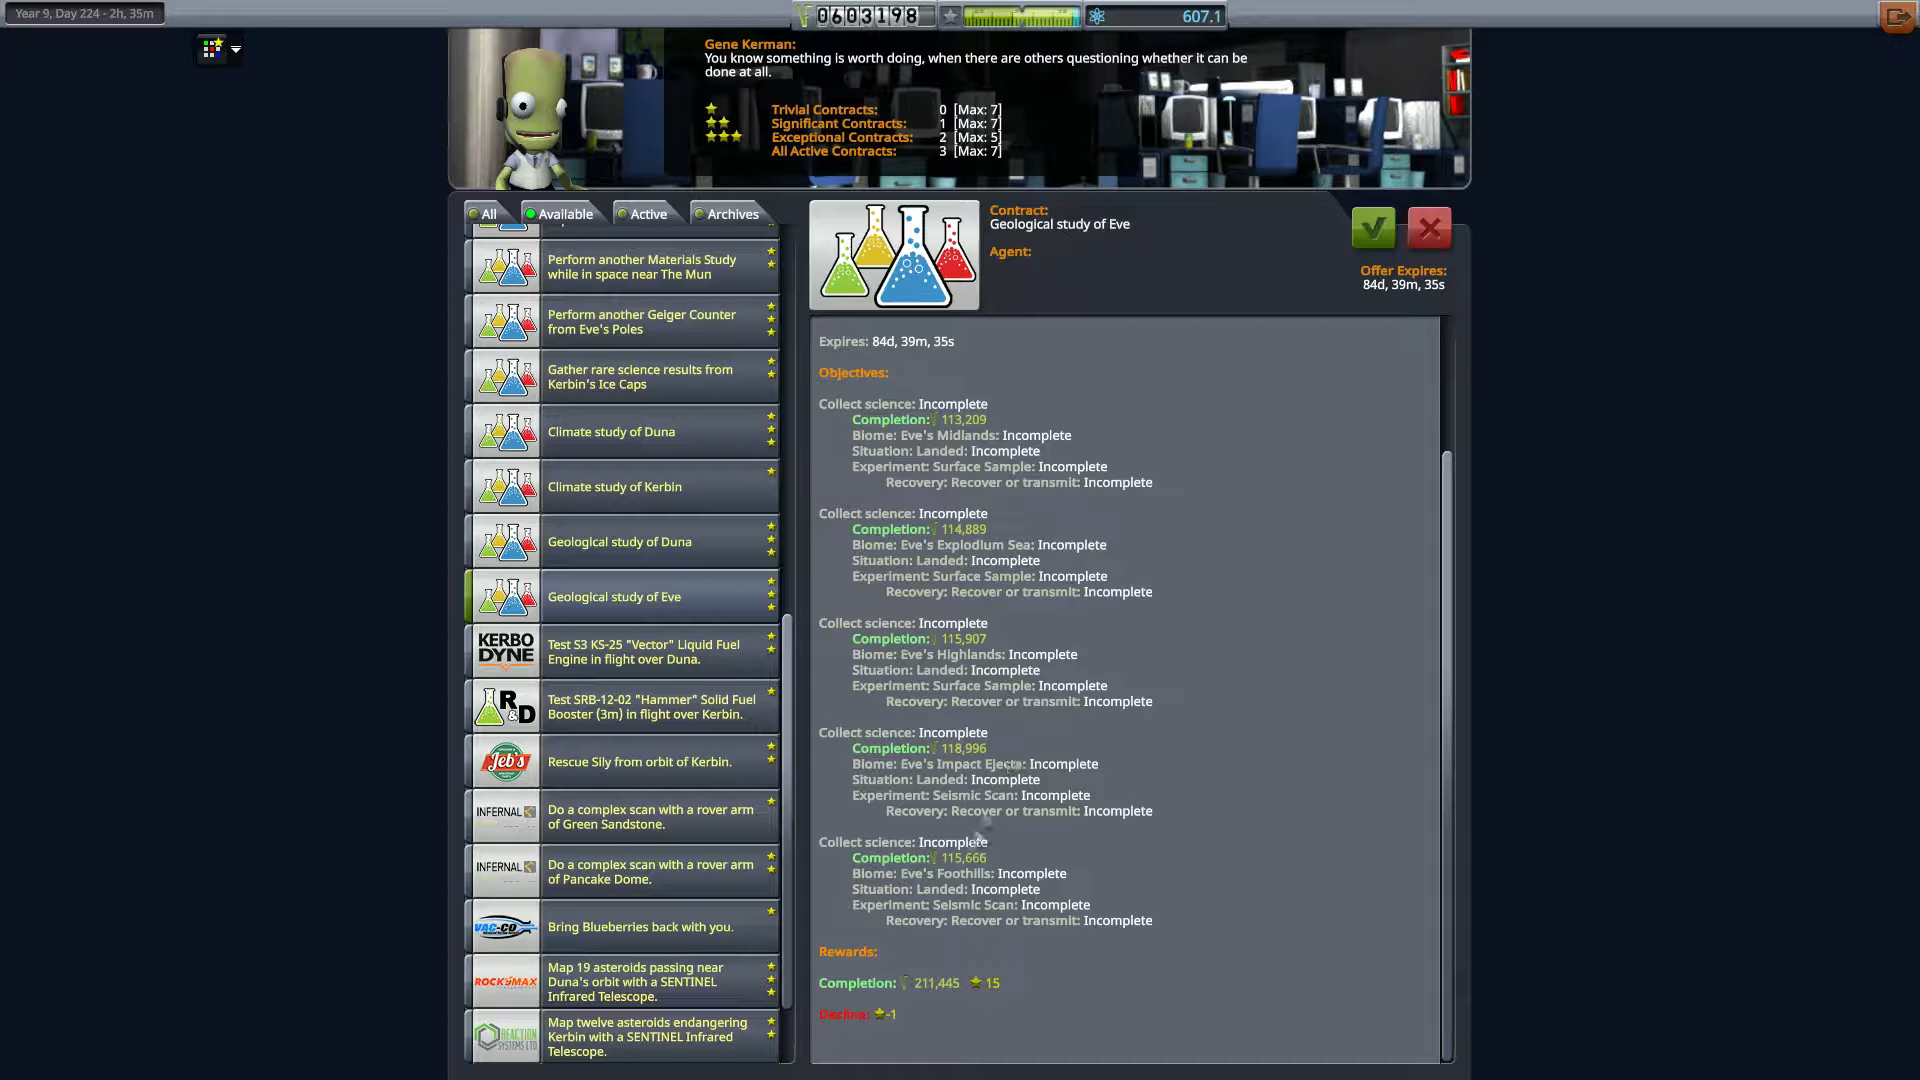 Year 9, Day 224 - 2h, 35m
0603198
607.1
Gene Kerman:
You know something is worth doing, when there are others questioning whether it can be
done at all.
Trivial Contracts: 0 [Max: 7]
Significant Contracts: 1 [Max: 7]
Exceptional Contracts: 2 [Max: 5]
All Active Contracts: 3 [Max: 7]
All
Available
Active
Archives
Perform another Materials Study
while in space near The Mun
Perform another Geiger Counter
from Eve's Poles
Gather rare science results from
Kerbin's Ice Caps
Climate study of Duna
Climate study of Kerbin
Geological study of Duna
Geological study of Eve
KERBO
DYNE
Test S3 KS-25 "Vector" Liquid Fuel
Engine in flight over Duna.
R&D
Test SRB-12-02 "Hammer" Solid Fuel
Booster (3m) in flight over Kerbin.
Jeb's
Rescue Sily from orbit of Kerbin.
INFERNAL
Do a complex scan with a rover arm
of Green Sandstone.
INFERNAL
Do a complex scan with a rover arm
of Pancake Dome.
VAC-CO
Bring Blueberries back with you.
ROCKOMAX
Map 19 asteroids passing near
Duna's orbit with a SENTINEL
Infrared Telescope.
REACTION
SYSTEMS LTD
Map twelve asteroids endangering
Kerbin with a SENTINEL Infrared
Telescope.
Contract:
Geological study of Eve
Agent:
Offer Expires:
84d, 39m, 35s
Expires: 84d, 39m, 35s
Objectives:
Collect science: Incomplete
Completion: 113,209
Biome: Eve's Midlands: Incomplete
Situation: Landed: Incomplete
Experiment: Surface Sample: Incomplete
Recovery: Recover or transmit: Incomplete
Collect science: Incomplete
Completion: 114,889
Biome: Eve's Explodium Sea: Incomplete
Situation: Landed: Incomplete
Experiment: Surface Sample: Incomplete
Recovery: Recover or transmit: Incomplete
Collect science: Incomplete
Completion: 115,907
Biome: Eve's Highlands: Incomplete
Situation: Landed: Incomplete
Experiment: Surface Sample: Incomplete
Recovery: Recover or transmit: Incomplete
Collect science: Incomplete
Completion: 118,996
Biome: Eve's Impact Ejecta: Incomplete
Situation: Landed: Incomplete
Experiment: Seismic Scan: Incomplete
Recovery: Recover or transmit: Incomplete
Collect science: Incomplete
Completion: 115,666
Biome: Eve's Foothills: Incomplete
Situation: Landed: Incomplete
Experiment: Seismic Scan: Incomplete
Recovery: Recover or transmit: Incomplete
Rewards:
Completion: 211,445 15
Decline: -1